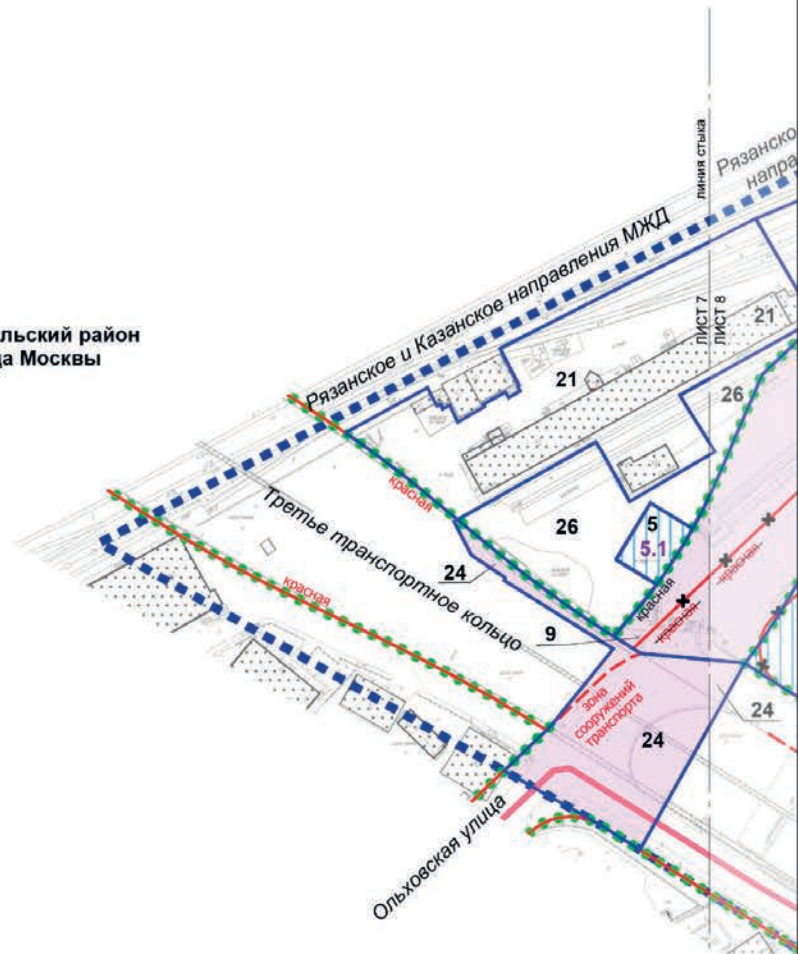 линия стыка
Рязанско
напра
Рязанское и Казанское направления МЖД
льский район
да Москвы
ЛИСТ 7
ЛИСТ 8
21
21
26
красная
Третье транспортное кольцо
5
5.1
26
24
красная
красная
красная
красная
9
зона
сооружений
транспорта
24
24
Ольховская улица